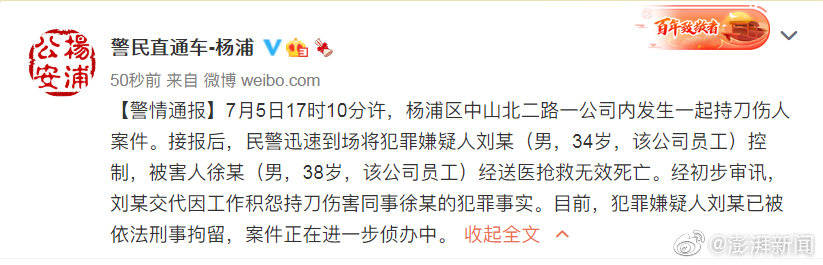 百年致敬者
楊浦公安
警民直通车-杨浦
50秒前 来自 微博 weibo.com
【警情通报】7月5日17时10分许，杨浦区中山北二路一公司内发生一起持刀伤人
案件。接报后，民警迅速到场将犯罪嫌疑人刘某（男，34岁，该公司员工）控
制，被害人徐某（男，38岁，该公司员工）经送医抢救无效死亡。经初步审讯，
刘某交代因工作积怨持刀伤害同事徐某的犯罪事实。目前，犯罪嫌疑人刘某已被
依法刑事拘留，案件正在进一步侦办中。 收起全文
@澎湃新闻